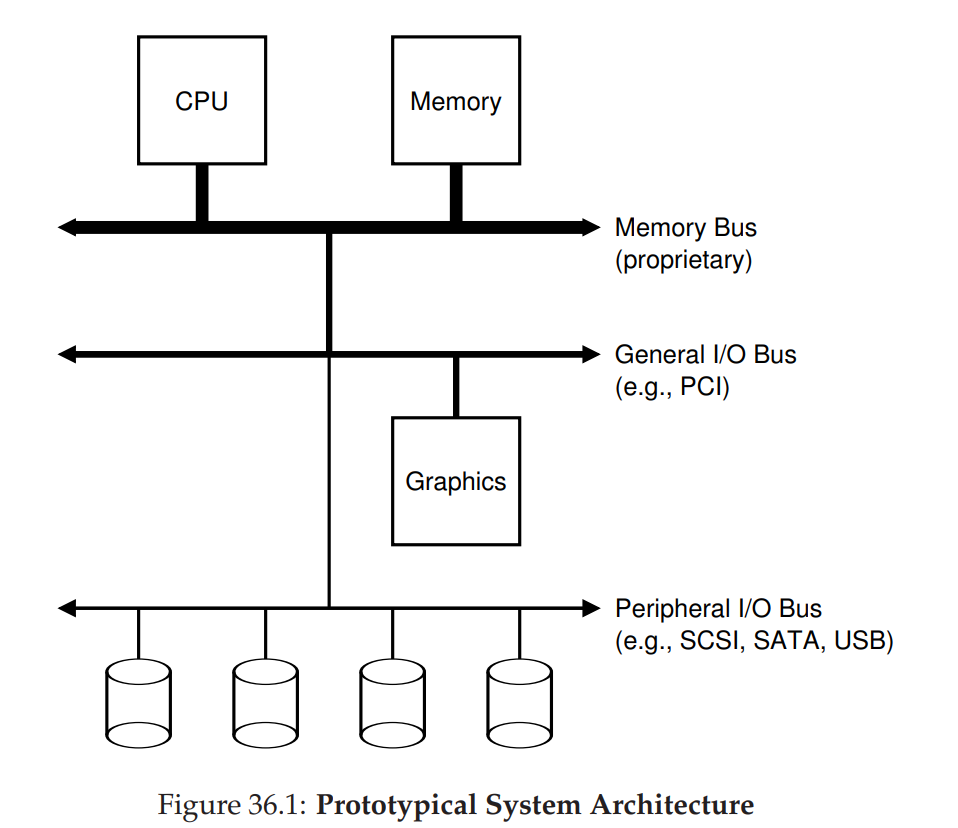 CPU
Memory
Memory Bus
(proprietary)
General I/O Bus
(e.g., PCI)
Graphics
Peripheral I/O Bus
(e.g., SCSI, SATA, USB)
Figure 36.1: Prototypical System Architecture